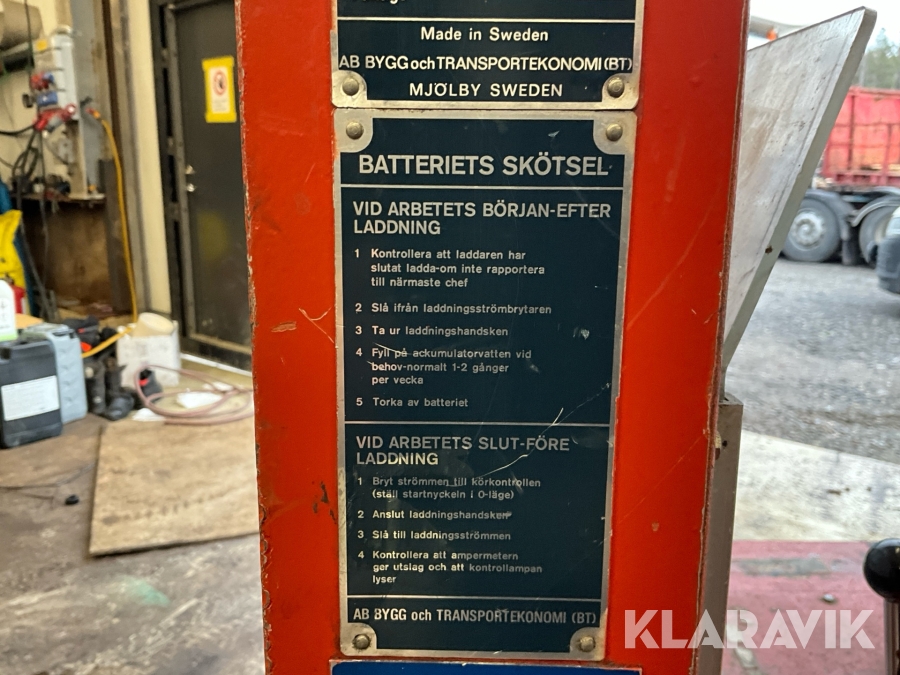 Made in Sweden
AB BYGG och TRANSPORTEKONOMI (BT)
MJÖLBY SWEDEN
BATTERIETS SKÖTSEL
VID ARBETETS BÖRJAN-EFTER
LADDNING
1 Kontrollera att laddaren har
slutat ladda-om inte rapportera
till närmaste chef
2 Slå ifrån laddningsströmbrytaren
3 Ta ur laddningshandsken
4 Fyll på ackumulatorvatten vid
behov-normalt 1-2 gånger
per vecka
5 Torka av batteriet
VID ARBETETS SLUT-FÖRE
LADDNING
1 Bryt strömmen till körkontrollen
(ställ startnyckeln i 0-läge)
2 Anslut laddningshandsken
3 Slå till laddningsströmmen
4 Kontrollera att ampermetern
ger utslag och att kontrollampan
lyser
AB BYGG och TRANSPORTEKONOMI (BT)
KLARAVIK